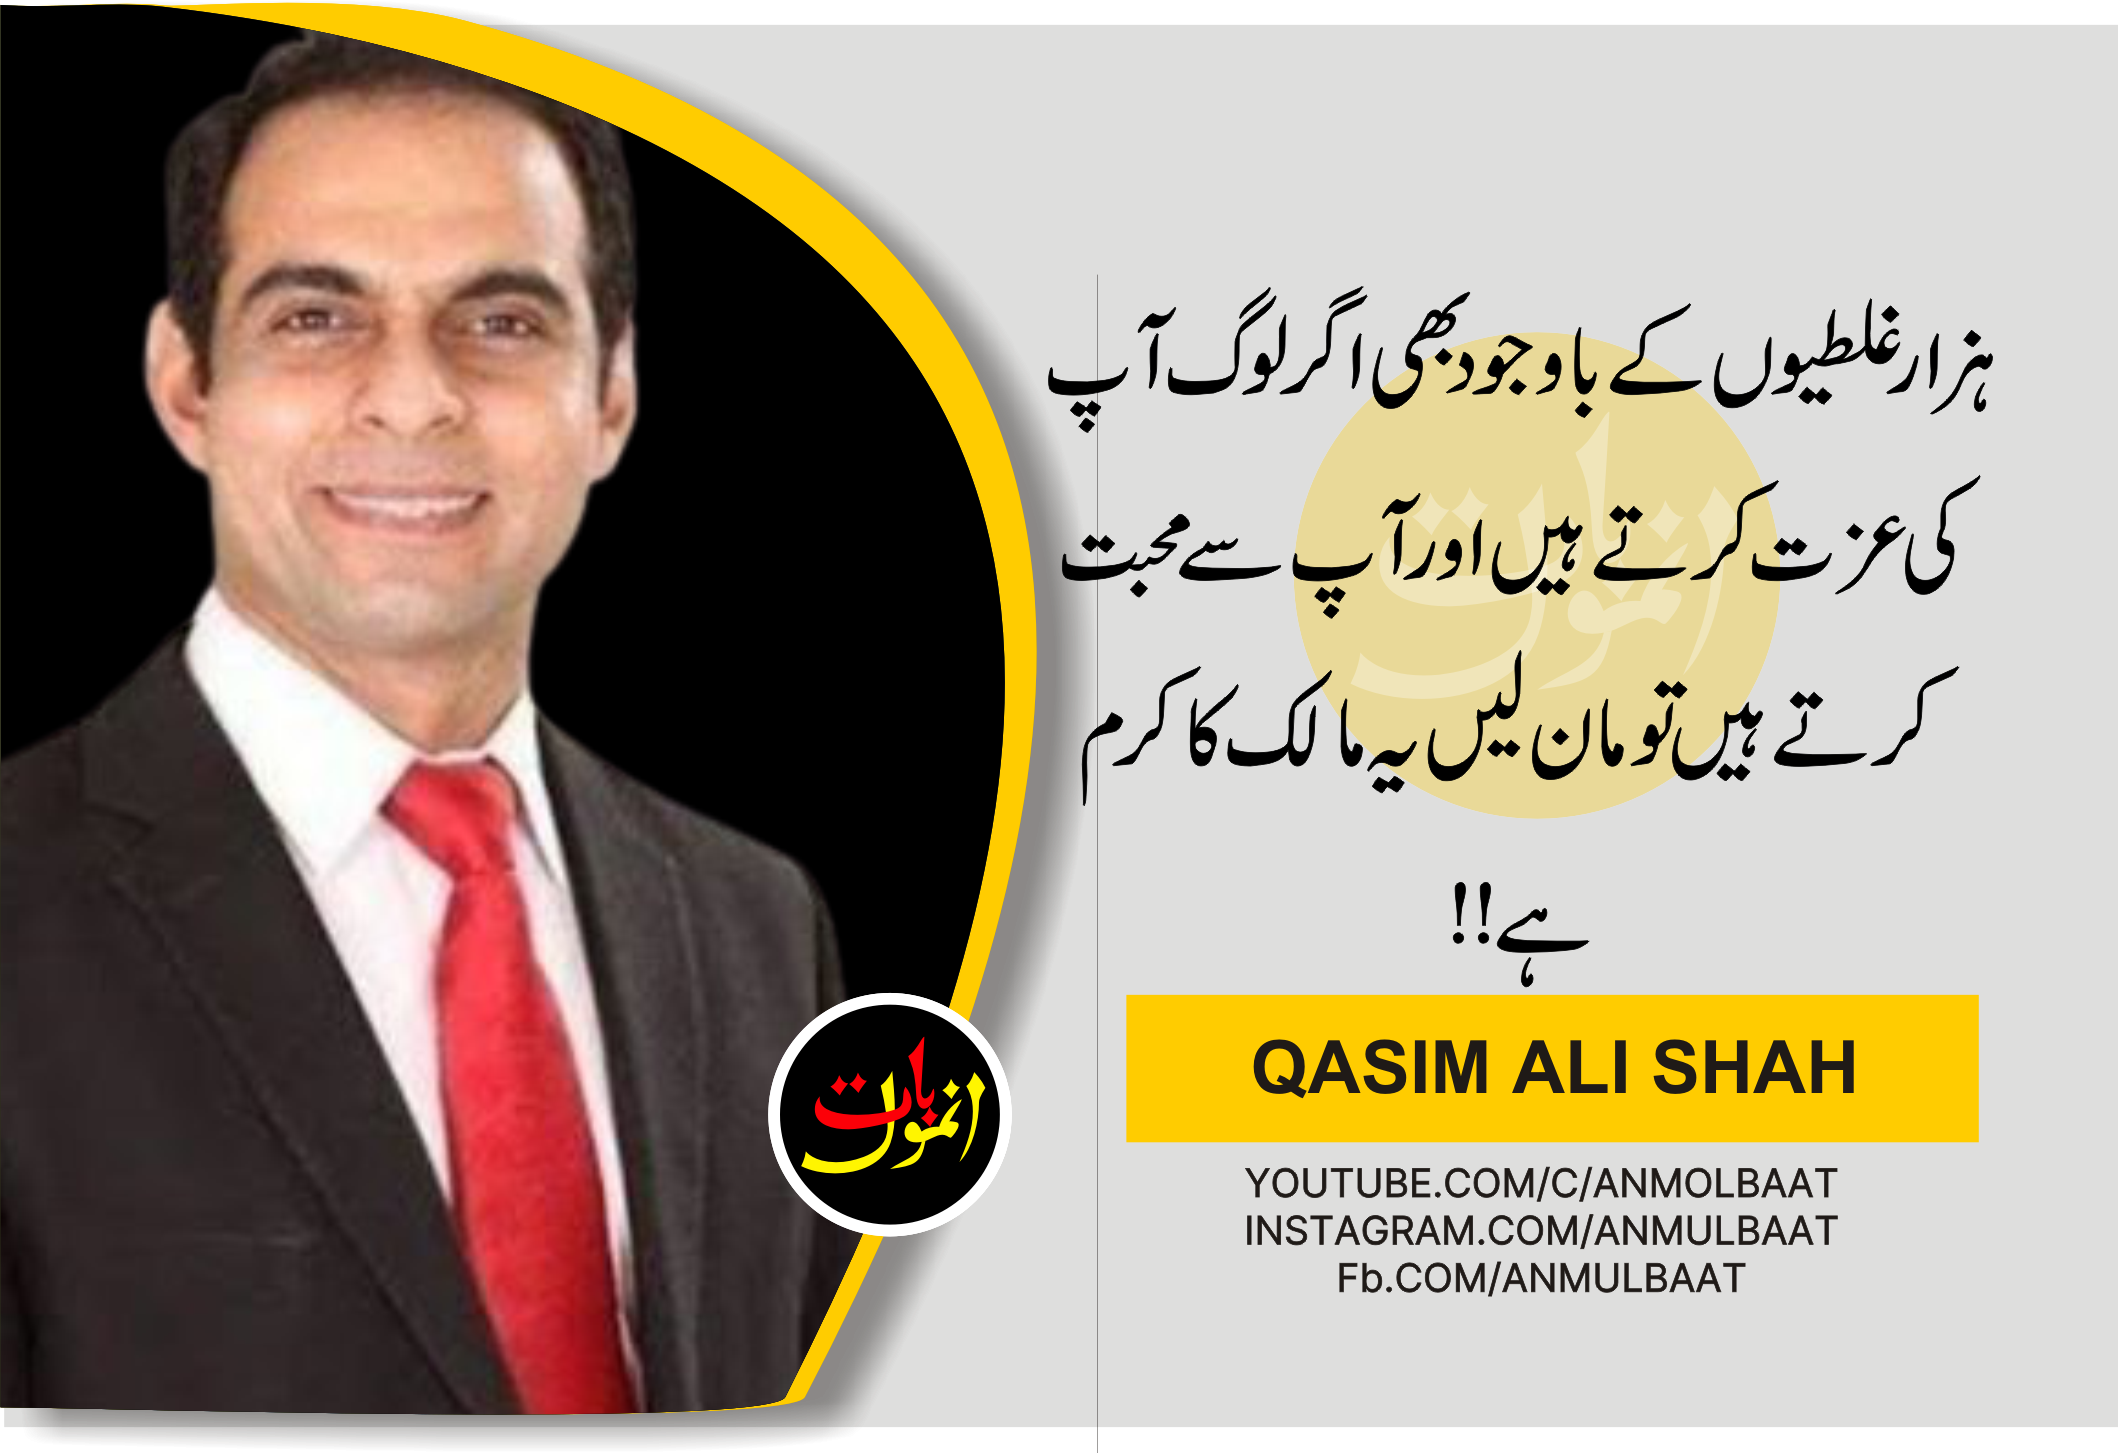 ہزار غلطیوں کے باوجود بھی اگر لوگ آپ
کی عزت کرتے ہیں اور آپ سے محبت
کرتے ہیں تو مان لیں یہ مالک کا کرم
ہے!!
انمول بات
QASIM ALI SHAH
انمول بات
YOUTUBE.COM/C/ANMOLBAAT
INSTAGRAM.COM/ANMULBAAT
Fb.COM/ANMULBAAT